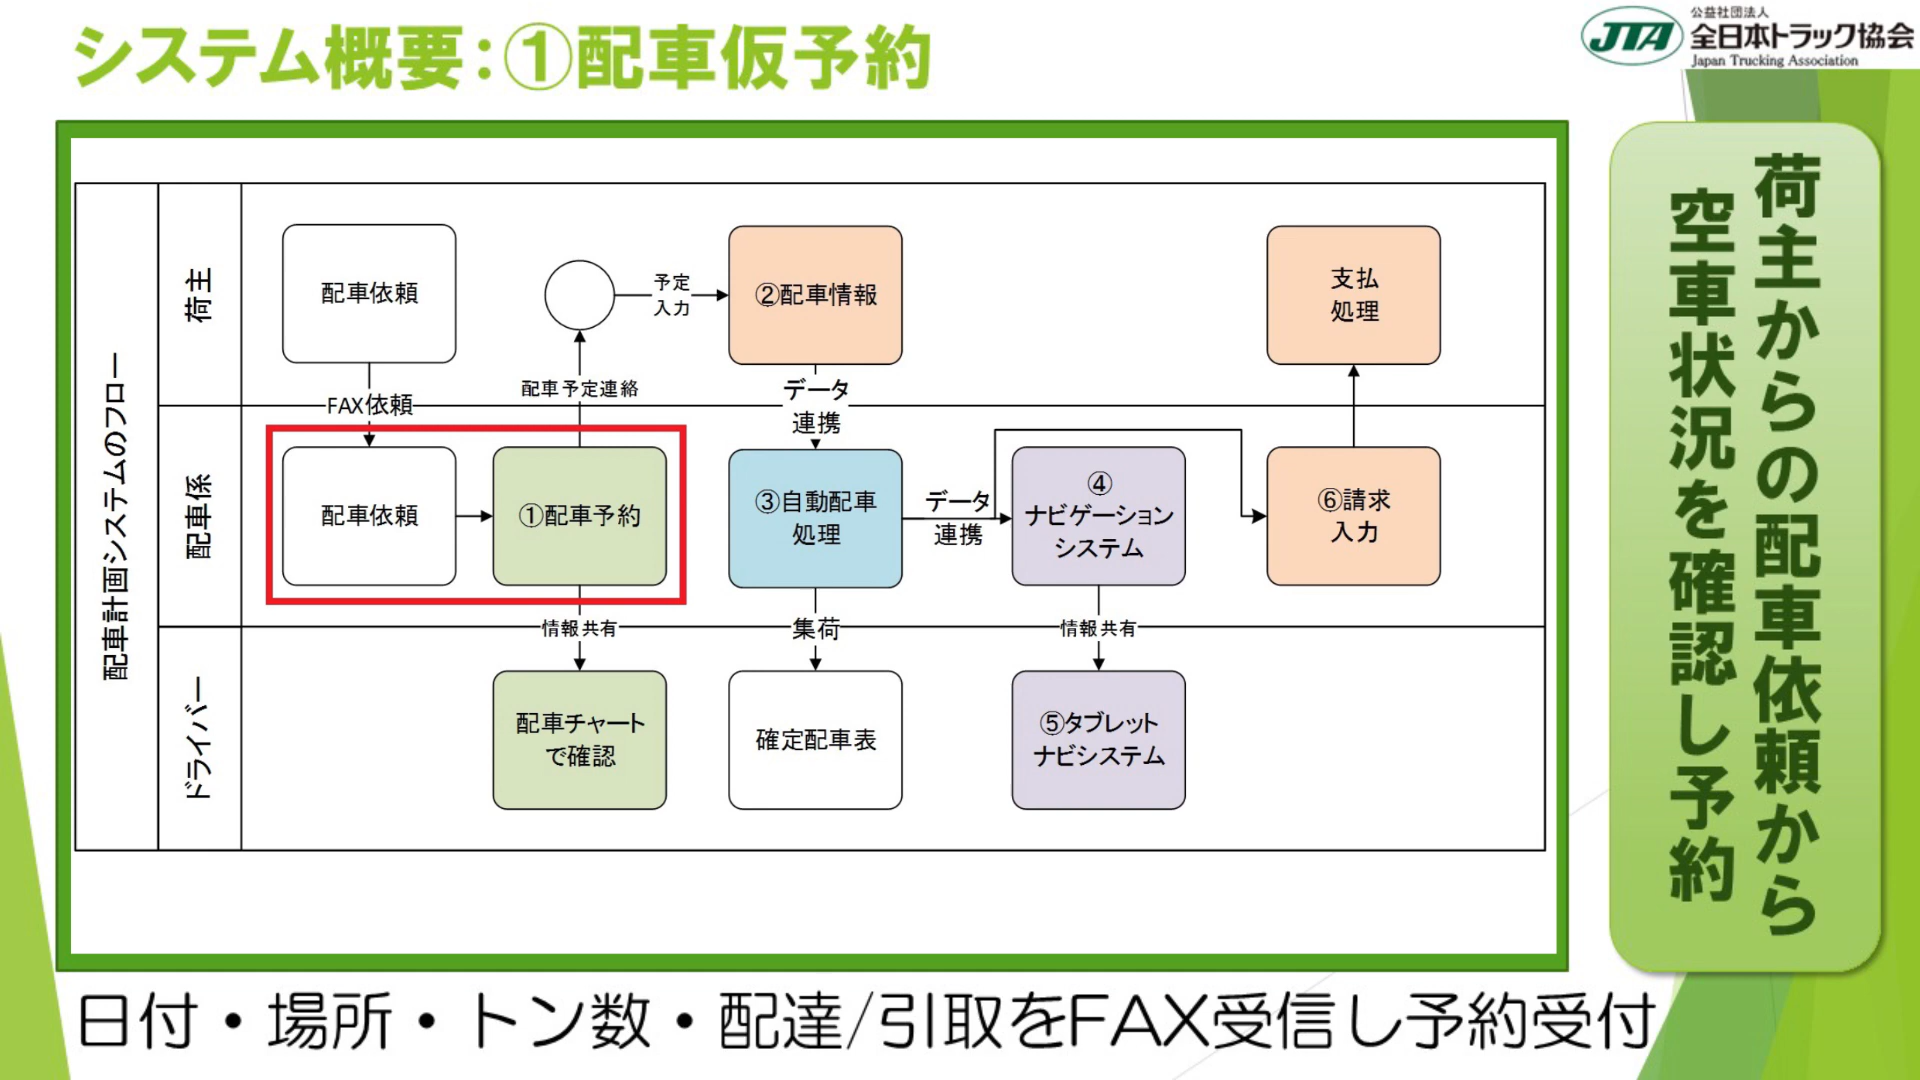 システム概要:①配車仮予約
公益社団法人
JTA 全日本トラック協会
Japan Trucking Association
荷主からの配車依頼から
空車状況を確認し予約
配車計画システムのフロー
荷主
配車依頼
予定
入力
②配車情報
支払
処理
FAX依頼
配車予定連絡
データ
連携
配車係
配車依頼
①配車予約
③自動配車
処理
データ
連携
④
ナビゲーション
システム
⑥請求
入力
情報共有
集荷
情報共有
ドライバー
配車チャート
で確認
確定配車表
⑤タブレット
ナビシステム
日付・場所・トン数・配達/引取をFAX受信し予約受付